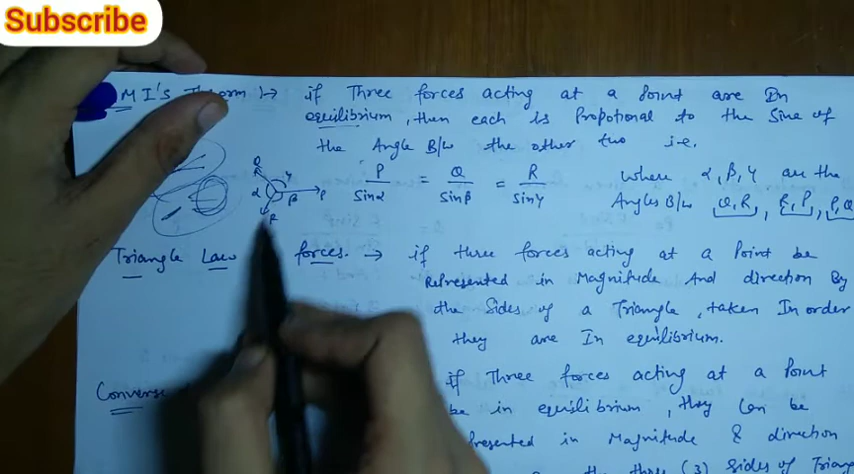 Subscribe
MI's Theorm :→ if Three forces acting at a Point are In
equilibrium, then each is Propotional to the Sine of
the Angle B/w the other two i.e.
Q γ α β P R
P/Sinα = Q/Sinβ = R/Sinγ
where α, β, γ are the
Angles B/w Q,R, R,P, P,Q
Triangle Law forces. → if three forces acting at a Point be
Represented in Magnitude And direction By
the Sides of a Triangle, taken In order
they are In equilibrium.
Converse if Three forces acting at a Point
be in equilibrium, they Can be
presented in Magnitude & direction
the three (3) Sides of Triang